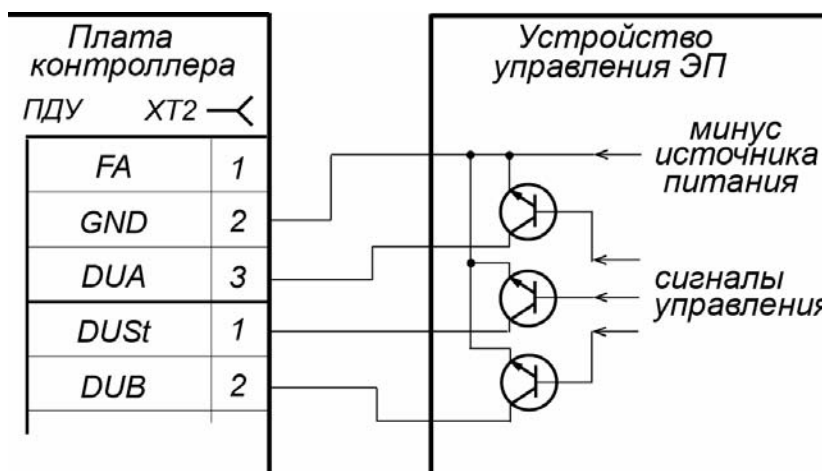 Плата
контроллера
ПДУ XT2
FA 1
GND 2
DUA 3
DUSt 1
DUB 2
Устройство
управления ЭП
минус
источника
питания
сигналы
управления